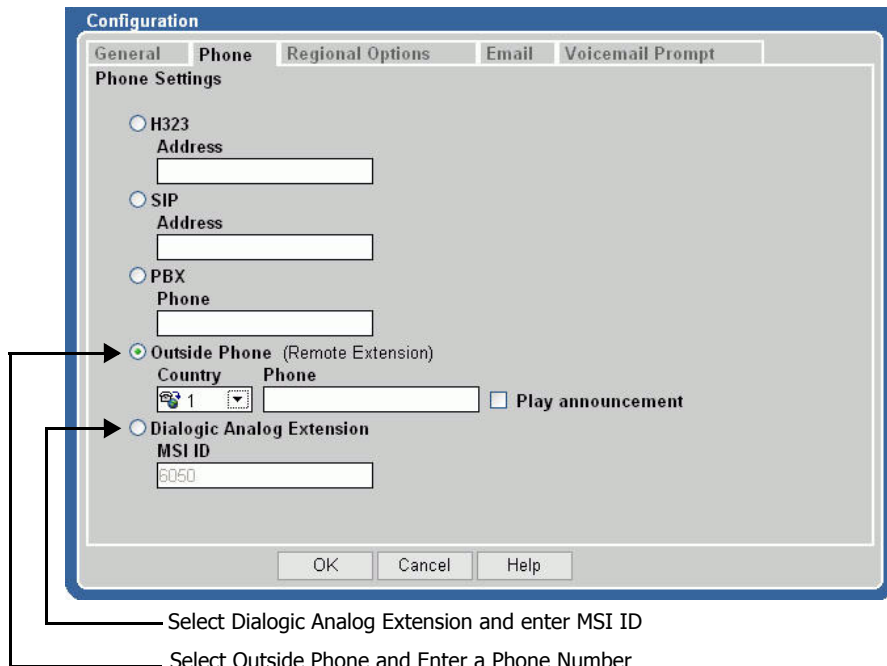 Configuration
General Phone Regional Options Email Voicemail Prompt
Phone Settings
H323
Address
SIP
Address
PBX
Phone
Outside Phone (Remote Extension)
Country Phone
1 Play announcement
Dialogic Analog Extension
MSI ID
6050
OK Cancel Help
Select Dialogic Analog Extension and enter MSI ID
Select Outside Phone and Enter a Phone Number